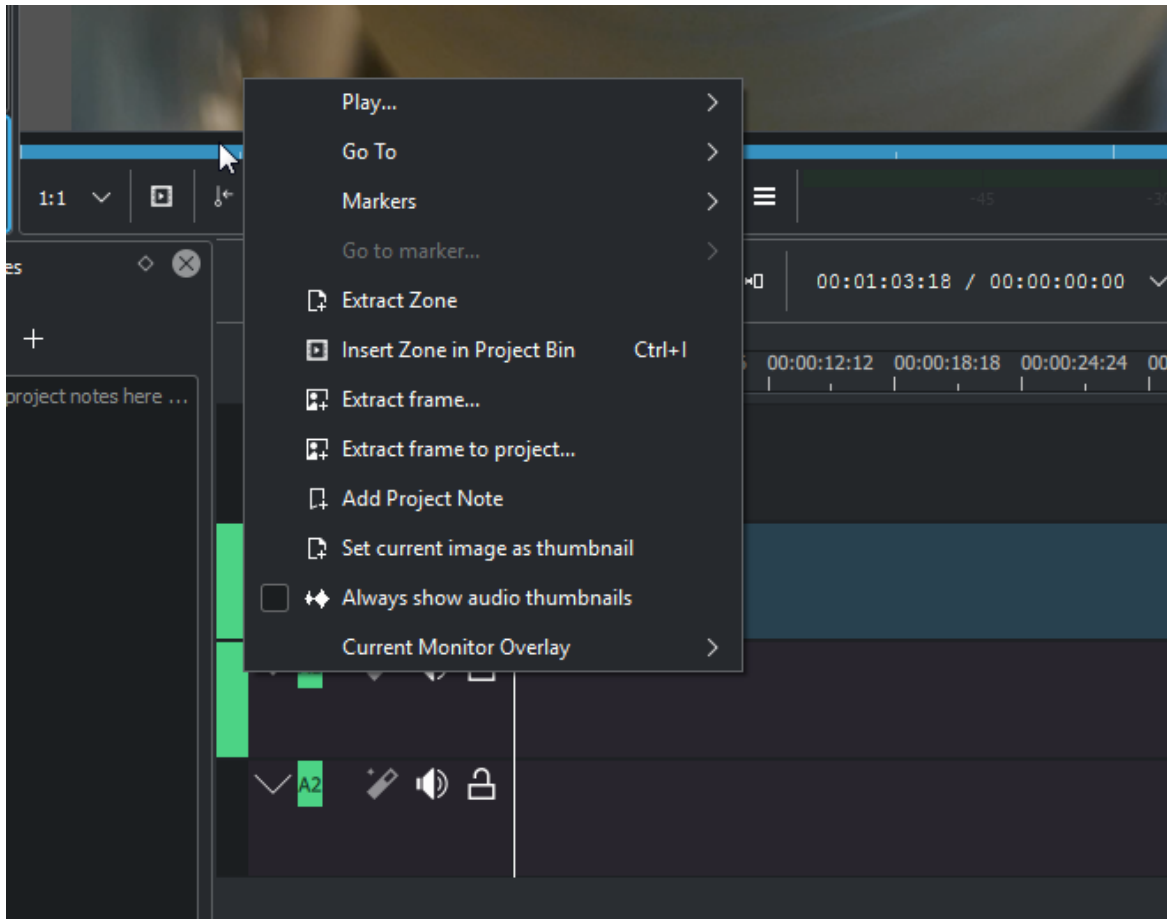 Play...
Go To
Markers
Go to marker...
Extract Zone
Insert Zone in Project Bin Ctrl+I
Extract frame...
Extract frame to project...
Add Project Note
Set current image as thumbnail
Always show audio thumbnails
Current Monitor Overlay
1:1
-45
-30
es
project notes here ...
00:01:03:18 / 00:00:00:00
00:00:12:12 00:00:18:18 00:00:24:24 00
A2